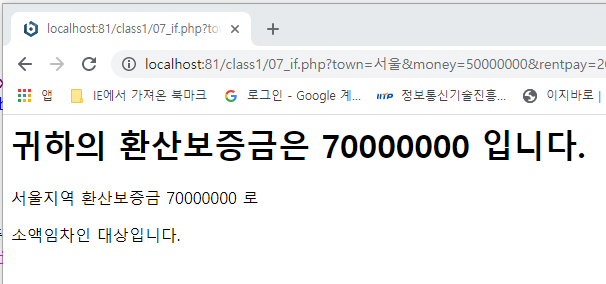 localhost:81/class1/07_if.php?to
localhost:81/class1/07_if.php?town=서울&money=50000000&rentpay=20
앱 IE에서 가져온 북마크 로그인 - Google 계... IITP 정보통신기술진흥... 이지바로 |
귀하의 환산보증금은 70000000 입니다.
서울지역 환산보증금 70000000 로
소액임차인 대상입니다.